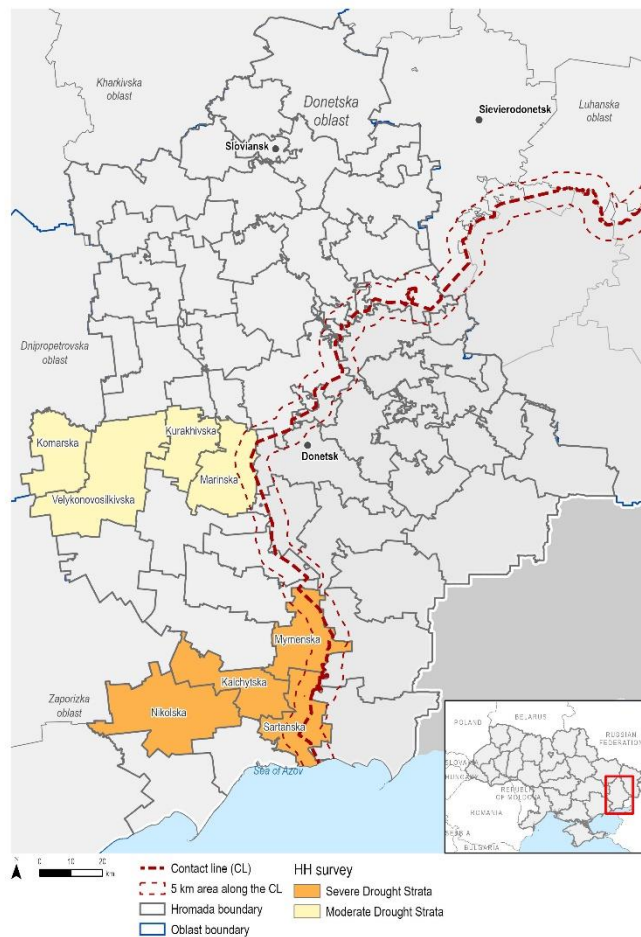 Kharkivska
oblast
Donetska
oblast
Sievierodonetsk
Luhanska
oblast
Sloviansk
Dnipropetrovska
oblast
Komarska
Kurakhivska
Velykonovosilkivska
Marinska
Donetsk
Myrnenska
Kalchytska
Nikolska
Sartanska
Zaporizka
oblast
Sea of Azov
POLAND
BELARUS
RUSSIAN
FEDERATION
SLOVAKIA
HUNGARY
REPUBLIC
OF MOLDOVA
ROMANIA
BULGARIA
N
0 10 20
km
Contact line (CL)
5 km area along the CL
Hromada boundary
Oblast boundary
HH survey
Severe Drought Strata
Moderate Drought Strata